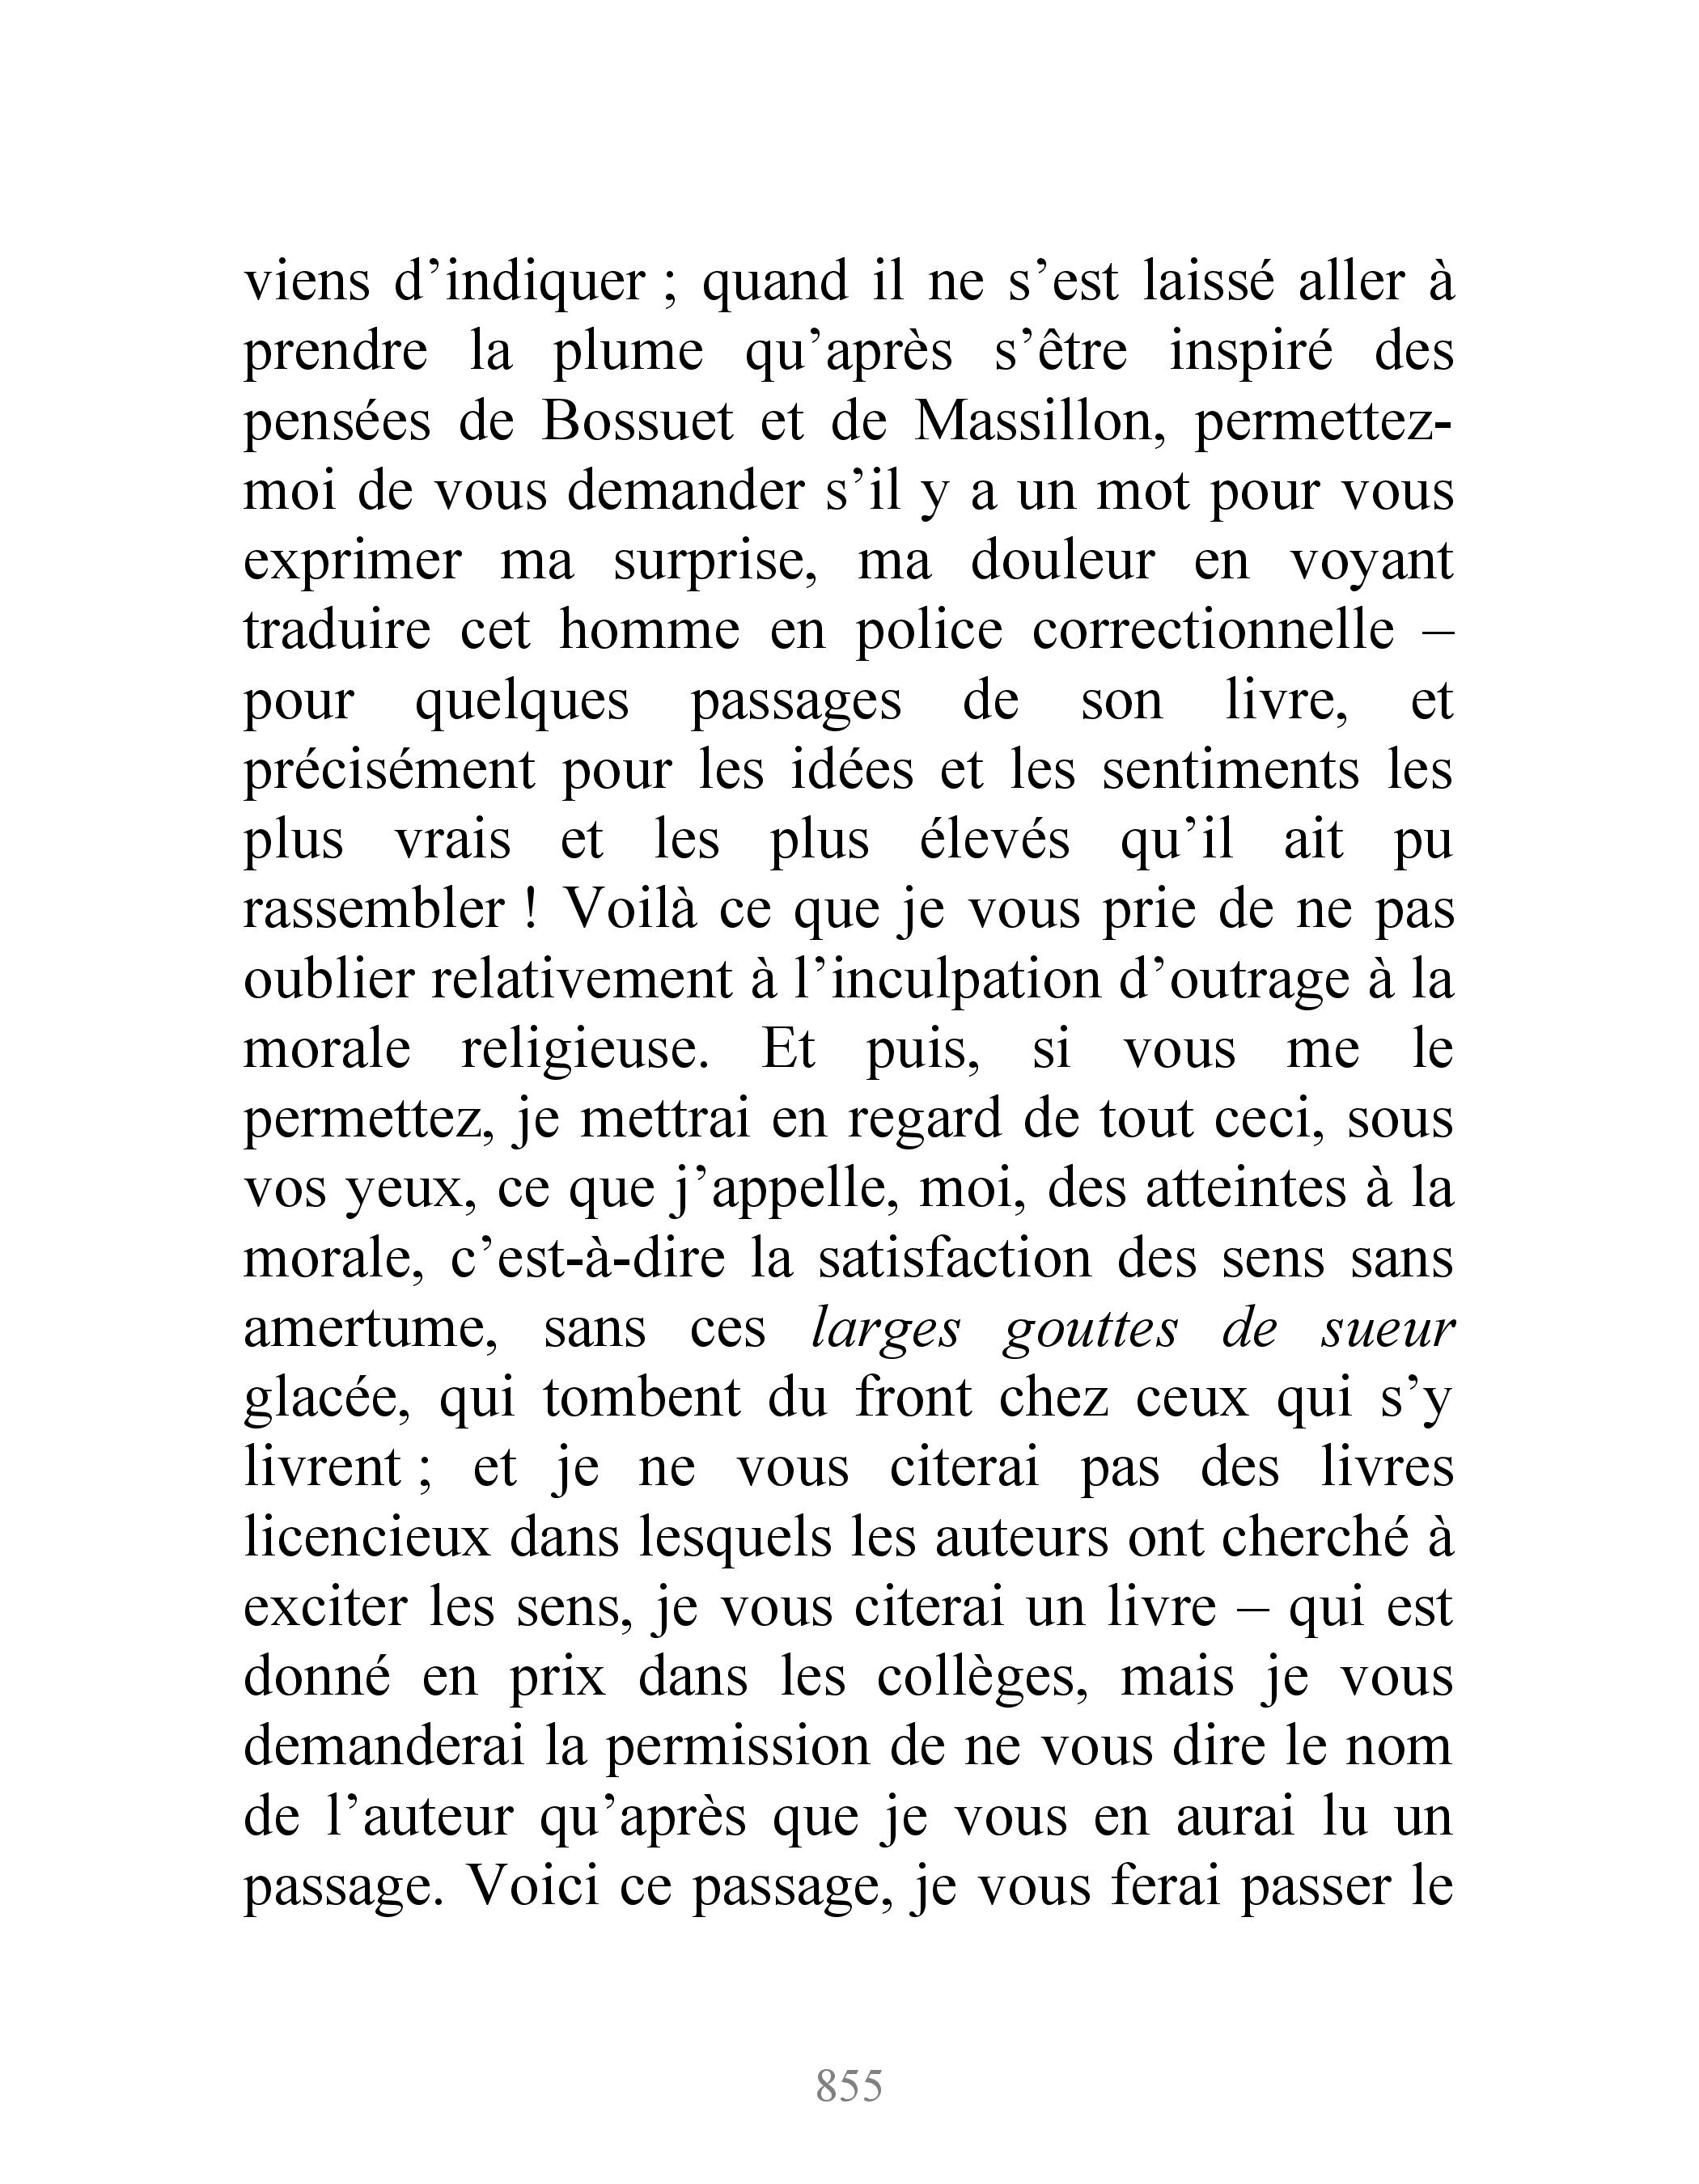 viens d’indiquer ; quand il ne s’est laissé aller à
prendre la plume qu’après s’être inspiré des
pensées de Bossuet et de Massillon, permettez-
moi de vous demander s’il y a un mot pour vous
exprimer ma surprise, ma douleur en voyant
traduire cet homme en police correctionnelle –
pour quelques passages de son livre, et
précisément pour les idées et les sentiments les
plus vrais et les plus élevés qu’il ait pu
rassembler ! Voilà ce que je vous prie de ne pas
oublier relativement à l’inculpation d’outrage à la
morale religieuse. Et puis, si vous me le
permettez, je mettrai en regard de tout ceci, sous
vos yeux, ce que j’appelle, moi, des atteintes à la
morale, c’est-à-dire la satisfaction des sens sans
amertume, sans ces larges gouttes de sueur
glacée, qui tombent du front chez ceux qui s’y
livrent ; et je ne vous citerai pas des livres
licencieux dans lesquels les auteurs ont cherché à
exciter les sens, je vous citerai un livre – qui est
donné en prix dans les collèges, mais je vous
demanderai la permission de ne vous dire le nom
de l’auteur qu’après que je vous en aurai lu un
passage. Voici ce passage, je vous ferai passer le
855